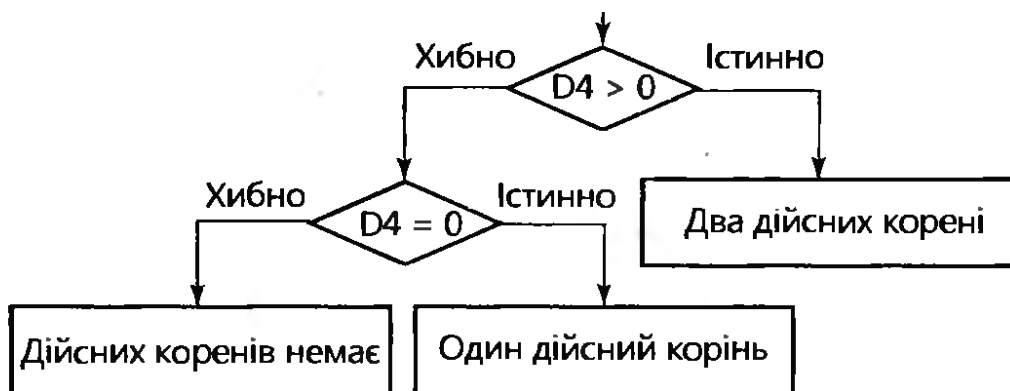 Хибно
Істинно
D4 > 0
Хибно
Істинно
D4 = 0
Два дійсних корені
Дійсних коренів немає
Один дійсний корінь